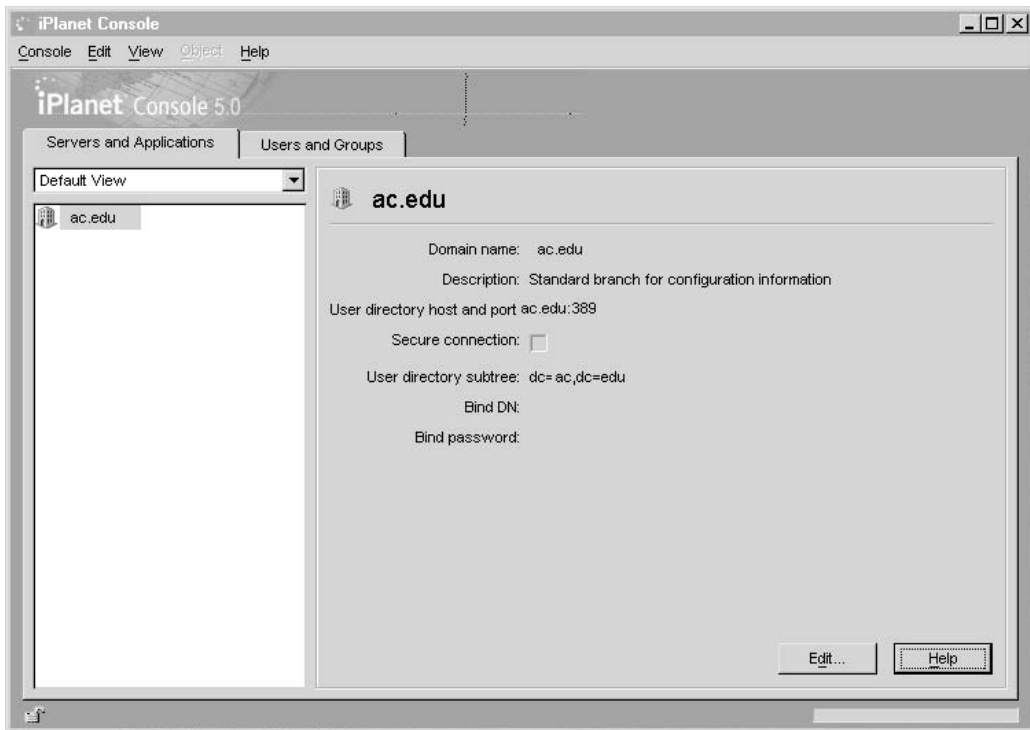 iPlanet Console
Console Edit View Object Help
iPlanet Console 5.0
Servers and Applications Users and Groups
Default View
ac.edu
ac.edu
Domain name: ac.edu
Description: Standard branch for configuration information
User directory host and port ac.edu:389
Secure connection:
User directory subtree: dc=ac,dc=edu
Bind DN:
Bind password:
Edit... Help